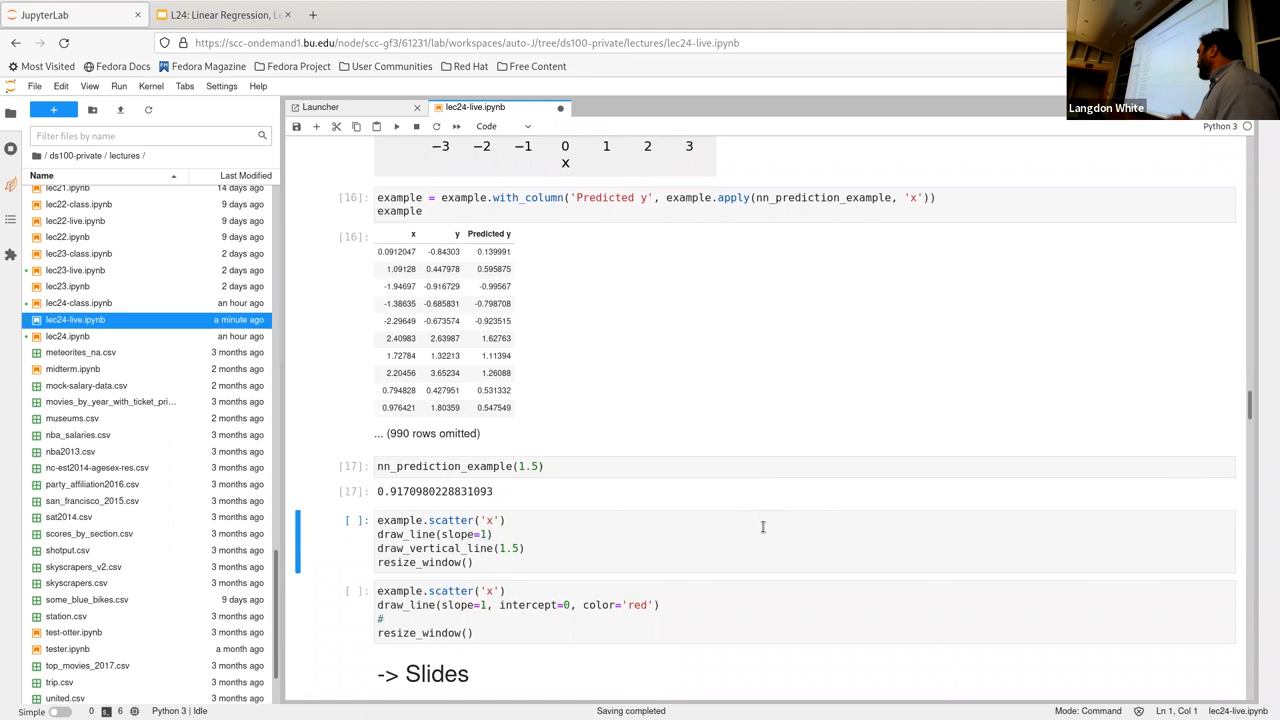 JupyterLab
L24: Linear Regression, Le
https://scc-ondemand1.bu.edu/node/scc-gf3/61231/lab/workspaces/auto-J/tree/ds100-private/lectures/lec24-live.ipynb
Most Visited
Fedora Docs
Fedora Magazine
Fedora Project
User Communities
Red Hat
Free Content
Langdon White
File Edit View Run Kernel Tabs Settings Help
Launcher
lec24-live.ipynb
Code
Python 3
Filter files by name
/ ds100-private / lectures /
Name Last Modified
lec21.ipynb 14 days ago
lec22-class.ipynb 9 days ago
lec22-live.ipynb 9 days ago
lec22.ipynb 9 days ago
lec23-class.ipynb 2 days ago
lec23-live.ipynb 2 days ago
lec23.ipynb 2 days ago
lec24-class.ipynb an hour ago
lec24-live.ipynb a minute ago
lec24.ipynb an hour ago
meteorites_na.csv 3 months ago
midterm.ipynb 2 months ago
mock-salary-data.csv 2 months ago
movies_by_year_with_ticket_pri... 3 months ago
museums.csv 2 months ago
nba_salaries.csv 3 months ago
nba2013.csv 3 months ago
nc-est2014-agesex-res.csv 3 months ago
party_affiliation2016.csv 3 months ago
san_francisco_2015.csv 3 months ago
sat2014.csv 3 months ago
scores_by_section.csv 3 months ago
shotput.csv 3 months ago
skyscrapers_v2.csv 3 months ago
skyscrapers.csv 3 months ago
some_blue_bikes.csv 9 days ago
station.csv 3 months ago
test-otter.ipynb 3 months ago
tester.ipynb a month ago
top_movies_2017.csv 3 months ago
trip.csv 3 months ago
united.csv 3 months ago
−3 −2 −1 0 1 2 3
x
[16]: example = example.with_column('Predicted y', example.apply(nn_prediction_example, 'x'))
example
[16]: x y Predicted y
0.0912047 -0.84303 0.139991
1.09128 0.447978 0.595875
-1.94697 -0.916729 -0.99567
-1.38635 -0.685831 -0.798708
-2.29649 -0.673574 -0.923515
2.40983 2.63987 1.62763
1.72784 1.32213 1.11394
2.20456 3.65234 1.26088
0.794828 0.427951 0.531332
0.976421 1.80359 0.547549
... (990 rows omitted)
[17]: nn_prediction_example(1.5)
[17]: 0.9170980228831093
[ ]: example.scatter('x')
draw_line(slope=1)
draw_vertical_line(1.5)
resize_window()
[ ]: example.scatter('x')
draw_line(slope=1, intercept=0, color='red')
#
resize_window()
-> Slides
Simple 0 6 Python 3 | Idle Saving completed Mode: Command Ln 1, Col 1 lec24-live.ipynb